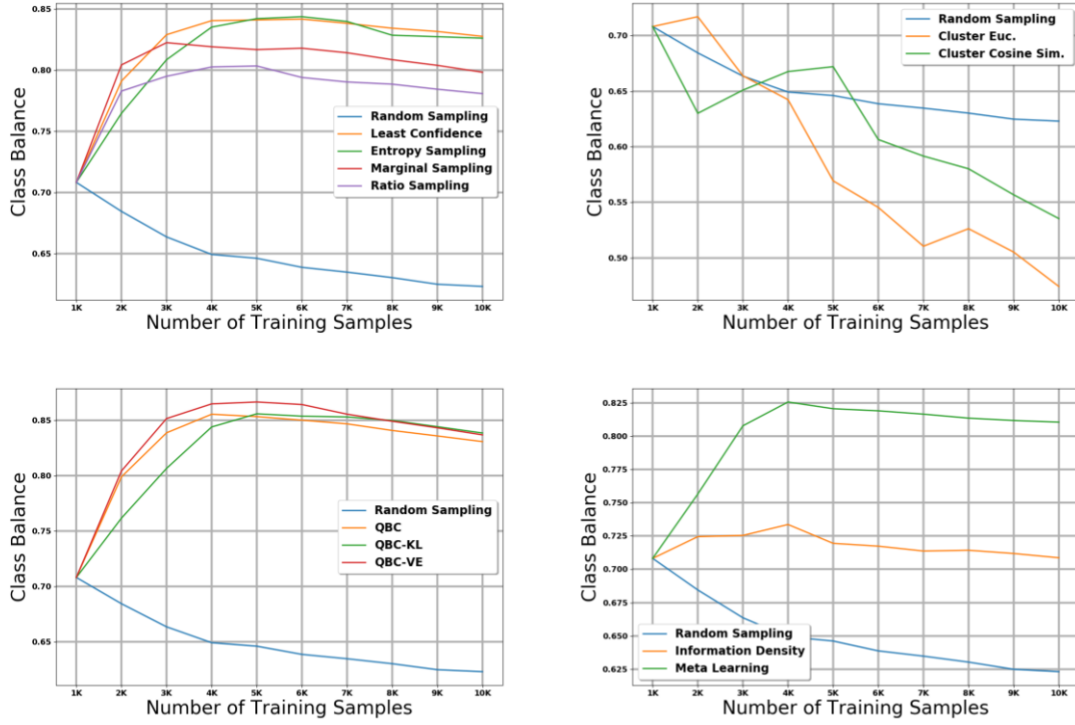 0.85
0.80
0.75
0.70
0.65
Class Balance
Random Sampling
Least Confidence
Entropy Sampling
Marginal Sampling
Ratio Sampling
1K 2K 3K 4K 5K 6K 7K 8K 9K 10K
Number of Training Samples
0.70
0.65
0.60
0.55
0.50
Class Balance
Random Sampling
Cluster Euc.
Cluster Cosine Sim.
1K 2K 3K 4K 5K 6K 7K 8K 9K 10K
Number of Training Samples
0.85
0.80
0.75
0.70
0.65
Class Balance
Random Sampling
QBC
QBC-KL
QBC-VE
1K 2K 3K 4K 5K 6K 7K 8K 9K 10K
Number of Training Samples
0.825
0.800
0.775
0.750
0.725
0.700
0.675
0.650
0.625
Class Balance
Random Sampling
Information Density
Meta Learning
1K 2K 3K 4K 5K 6K 7K 8K 9K 10K
Number of Training Samples